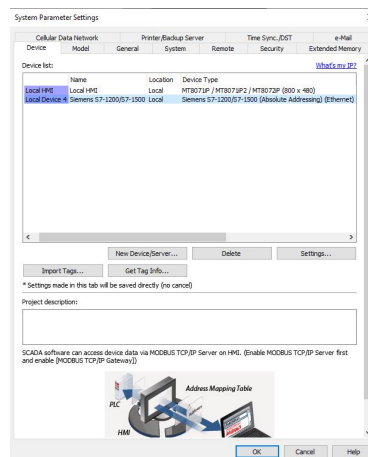 System Parameter Settings
Cellular Data Network Printer/Backup Server Time Sync./DST e-Mail
Device Model General System Remote Security Extended Memory
Device list: What's my IP?
Name Location Device Type
Local HMI Local HMI Local MT8071iP / MT8071iP2 / MT8072iP (800 x 480)
Local Device 4 Siemens S7-1200/S7-1500 Local Siemens S7-1200/S7-1500 (Absolute Addressing) (Ethernet)
New Device/Server... Delete Settings...
Import Tags... Get Tag Info...
* Settings made in this tab will be saved directly (no cancel)
Project description:
SCADA software can access device data via MODBUS TCP/IP Server on HMI. (Enable MODBUS TCP/IP Server first
and enable [MODBUS TCP/IP Gateway])
Address Mapping Table
PLC
HMI
OK Cancel Help